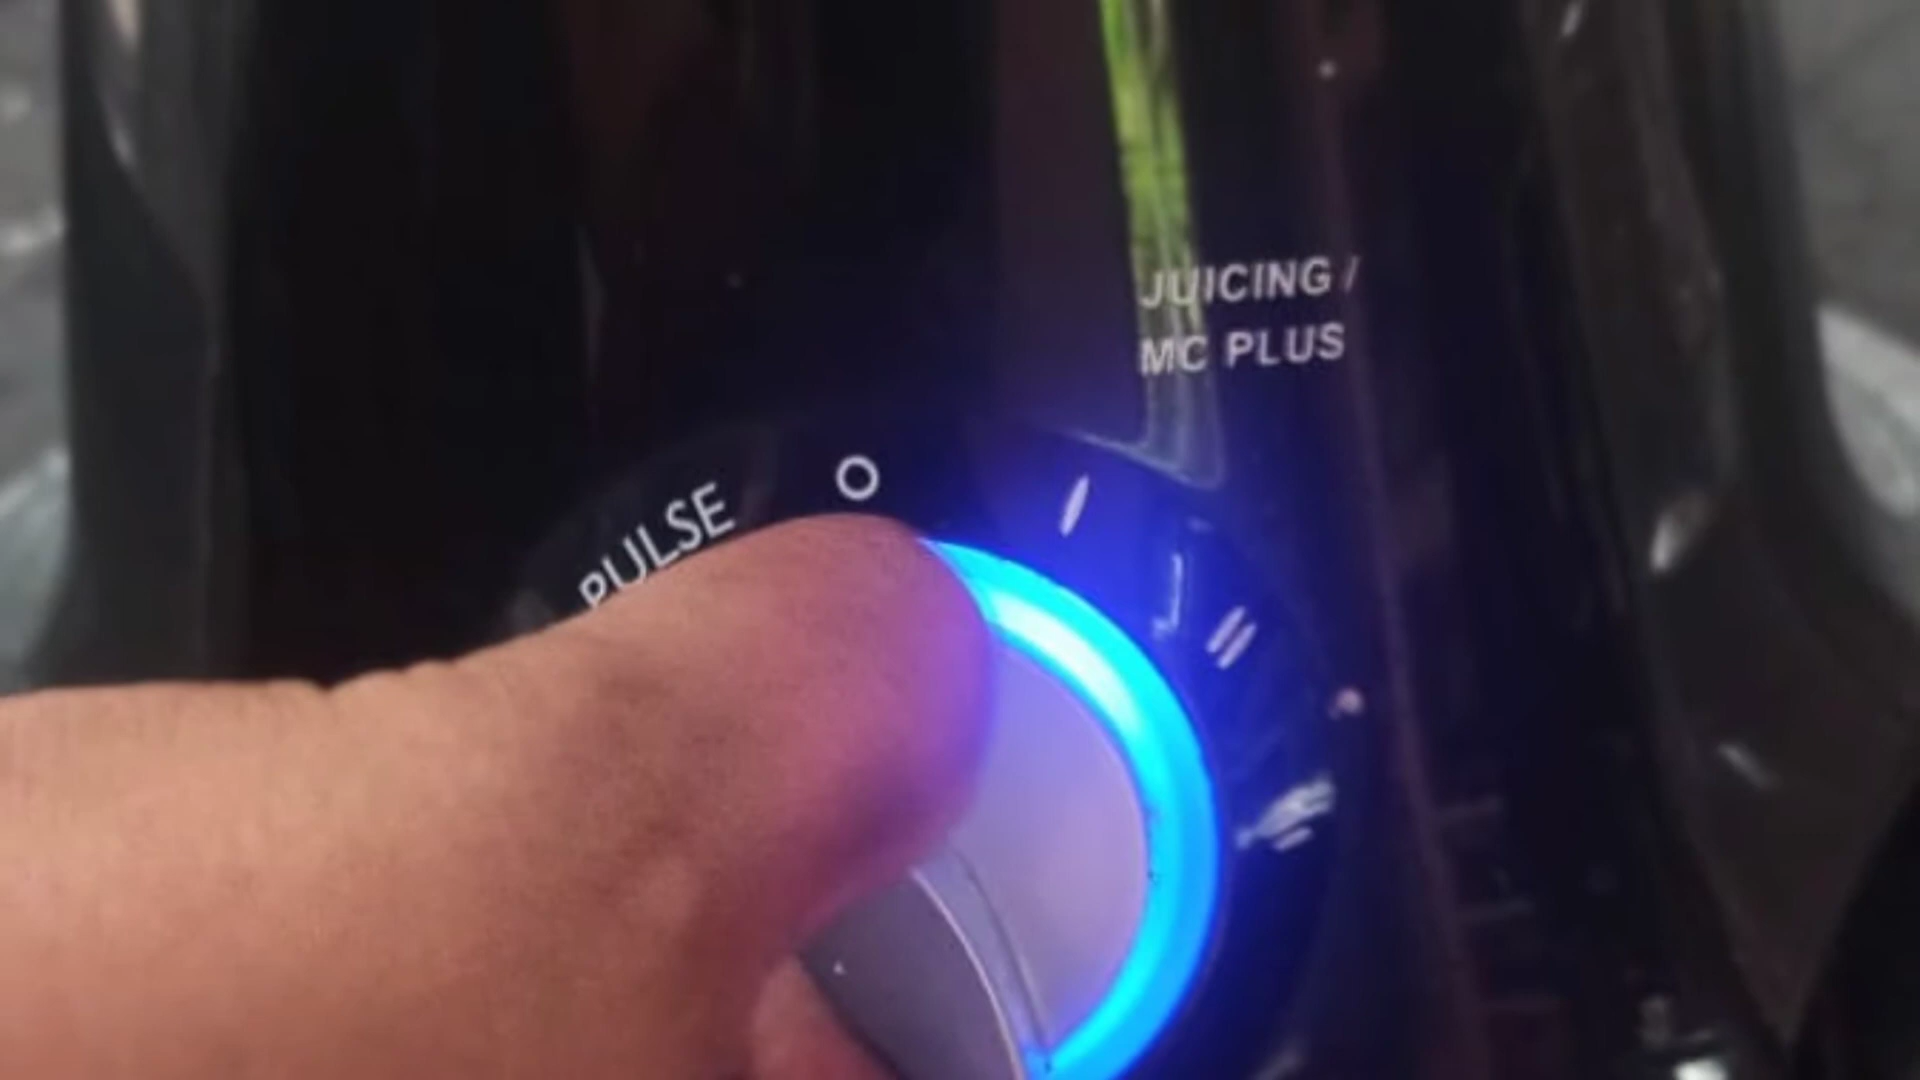 JUICING /
MC PLUS
PULSE
O
I
II